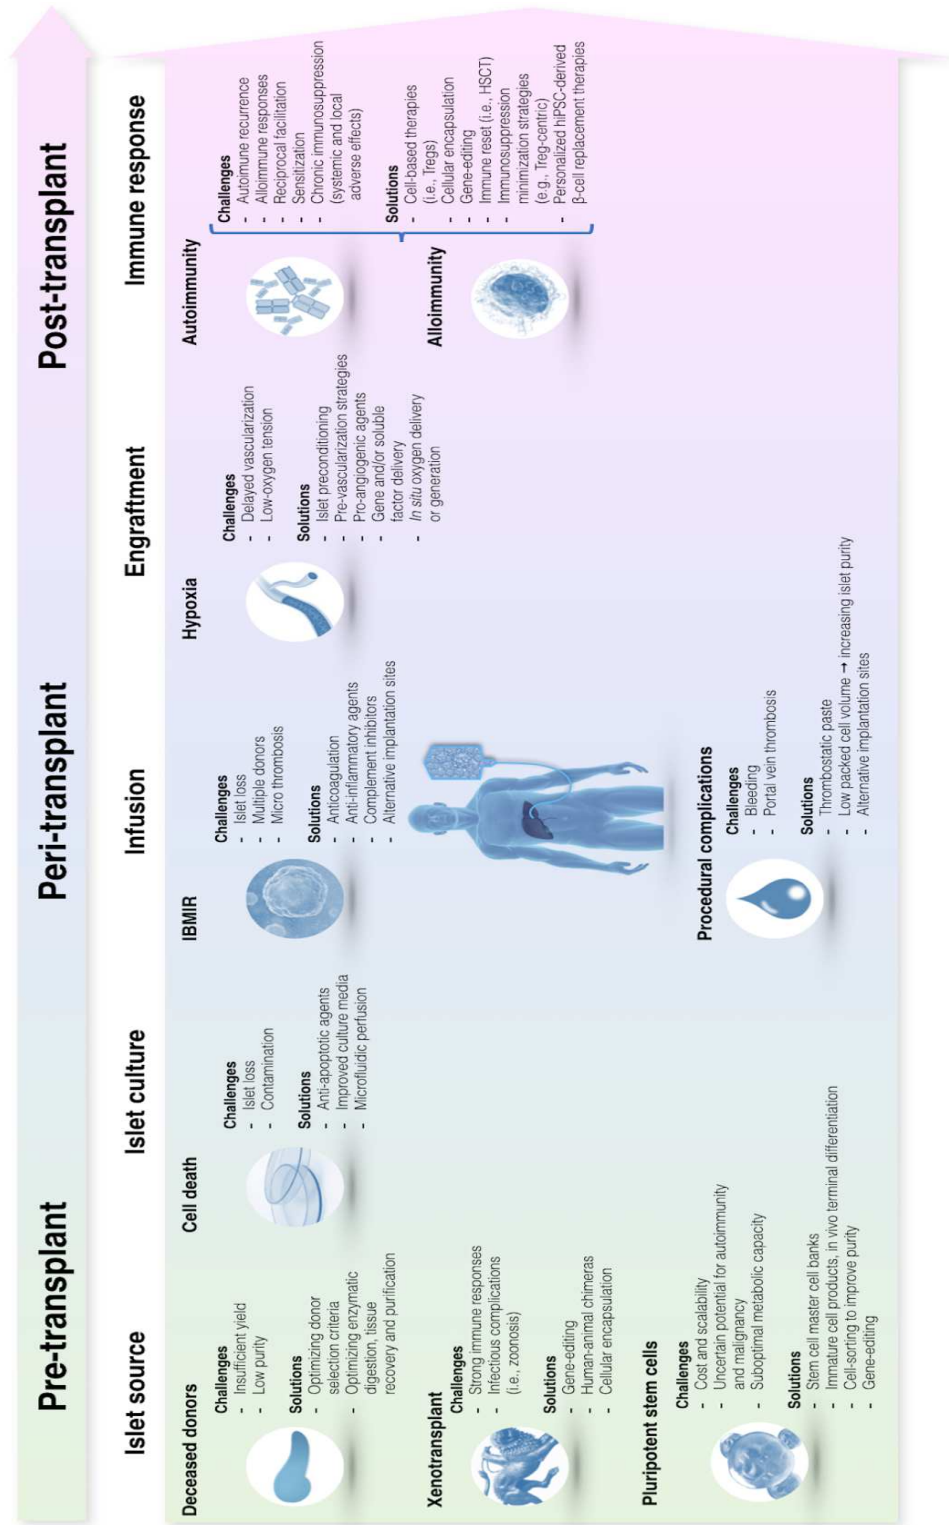 Pre-transplant
Peri-transplant
Post-transplant
Islet source
Islet culture
Infusion
Engraftment
Immune response
Deceased donors
Challenges
- Insufficient yield
- Low purity
Solutions
- Optimizing donor
selection criteria
- Optimizing enzymatic
digestion, tissue
recovery and purification
Xenotransplant
Challenges
- Strong immune responses
- Infectious complications
(i.e., zoonosis)
Solutions
- Gene-editing
- Human-animal chimeras
- Cellular encapsulation
Pluripotent stem cells
Challenges
- Cost and scalability
- Uncertain potential for autoimmunity
and malignancy
- Suboptimal metabolic capacity
Solutions
- Stem cell master cell banks
- Immature cell products, in vivo terminal differentiation
- Cell-sorting to improve purity
- Gene-editing
Cell death
Challenges
- Islet loss
- Contamination
Solutions
- Anti-apoptotic agents
- Improved culture media
- Microfluidic perfusion
IBMIR
Challenges
- Islet loss
- Multiple donors
- Micro thrombosis
Solutions
- Anticoagulation
- Anti-inflammatory agents
- Complement inhibitors
- Alternative implantation sites
Procedural complications
Challenges
- Bleeding
- Portal vein thrombosis
Solutions
- Thrombostatic paste
- Low packed cell volume → increasing islet purity
- Alternative implantation sites
Hypoxia
Challenges
- Delayed vascularization
- Low-oxygen tension
Solutions
- Islet preconditioning
- Pre-vascularization strategies
- Pro-angiogenic agents
- Gene and/or soluble
factor delivery
- In situ oxygen delivery
or generation
Autoimmunity
Alloimmunity
Challenges
- Autoimune recurrence
- Alloimmune responses
- Reciprocal facilitation
- Sensitization
- Chronic immunosuppression
(systemic and local
adverse effects)
Solutions
- Cell-based therapies
(i.e., Tregs)
- Cellular encapsulation
- Gene-editing
- Immune reset (i.e., HSCT)
- Immunosuppression
minimization strategies
(e.g., Treg-centric)
- Personalized hiPSC-derived
β-cell replacement therapies